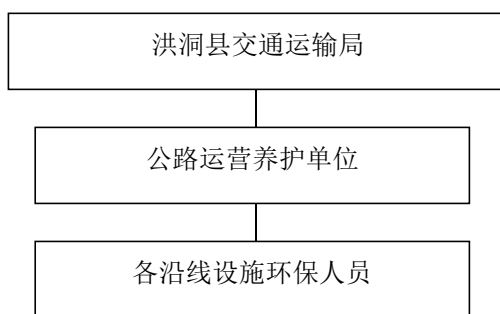 洪洞县交通运输局
公路运营养护单位
各沿线设施环保人员